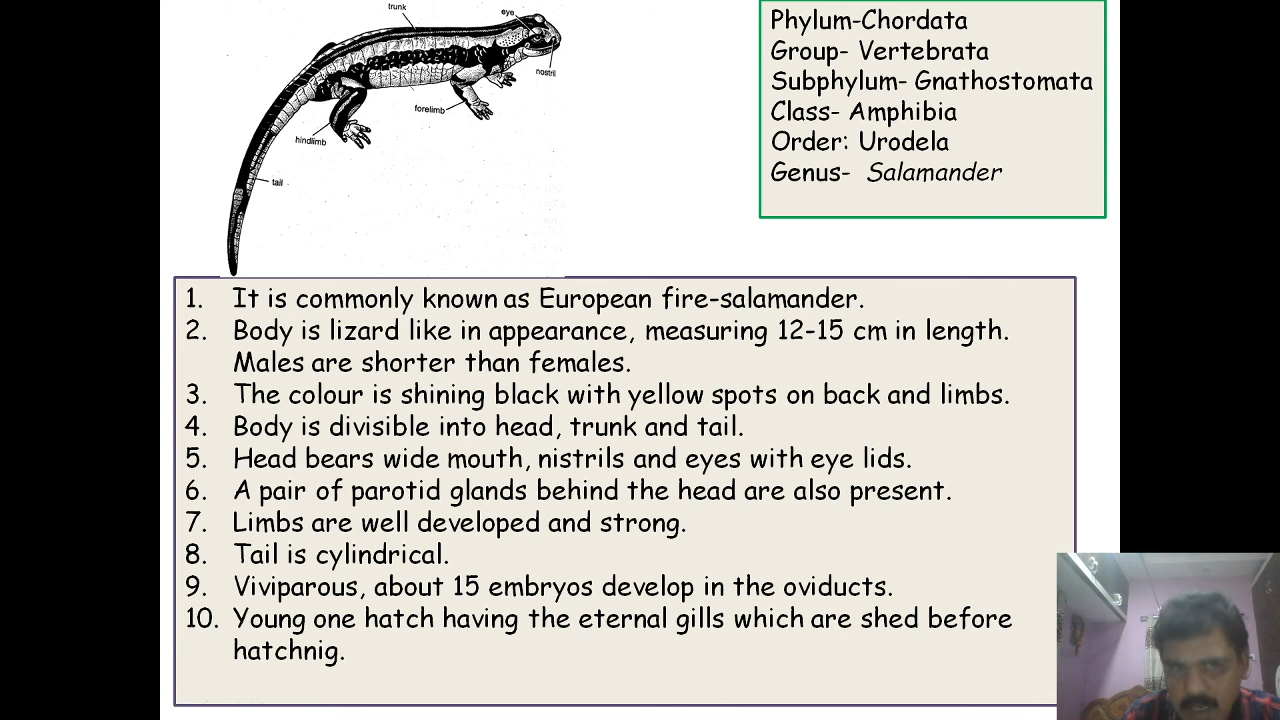 trunk
eye
nostril
forelimb
hindlimb
tail
Phylum-Chordata
Group- Vertebrata
Subphylum- Gnathostomata
Class- Amphibia
Order: Urodela
Genus- Salamander
1. It is commonly known as European fire-salamander.
2. Body is lizard like in appearance, measuring 12-15 cm in length.
Males are shorter than females.
3. The colour is shining black with yellow spots on back and limbs.
4. Body is divisible into head, trunk and tail.
5. Head bears wide mouth, nistrils and eyes with eye lids.
6. A pair of parotid glands behind the head are also present.
7. Limbs are well developed and strong.
8. Tail is cylindrical.
9. Viviparous, about 15 embryos develop in the oviducts.
10. Young one hatch having the eternal gills which are shed before
hatchnig.